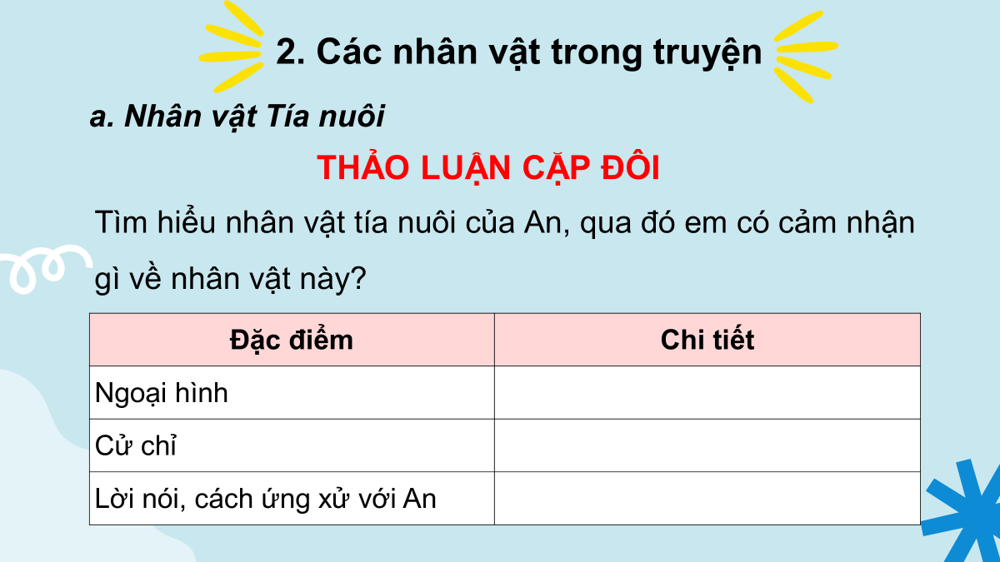 2. Các nhân vật trong truyện
a. Nhân vật Tía nuôi
THẢO LUẬN CẶP ĐÔI
Tìm hiểu nhân vật tía nuôi của An, qua đó em có cảm nhận
gì về nhân vật này?
Đặc điểm Chi tiết
Ngoại hình
Cử chỉ
Lời nói, cách ứng xử với An